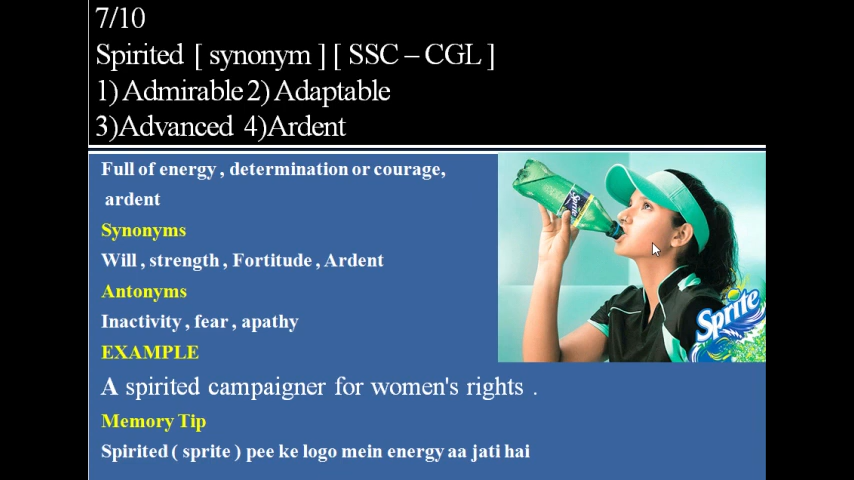 7/10
Spirited [ synonym ] [ SSC – CGL ]
1) Admirable 2) Adaptable
3)Advanced 4)Ardent
Full of energy , determination or courage,
ardent
Synonyms
Will , strength , Fortitude , Ardent
Antonyms
Inactivity , fear , apathy
EXAMPLE
A spirited campaigner for women's rights .
Memory Tip
Spirited ( sprite ) pee ke logo mein energy aa jati hai
Sprite
Sprite